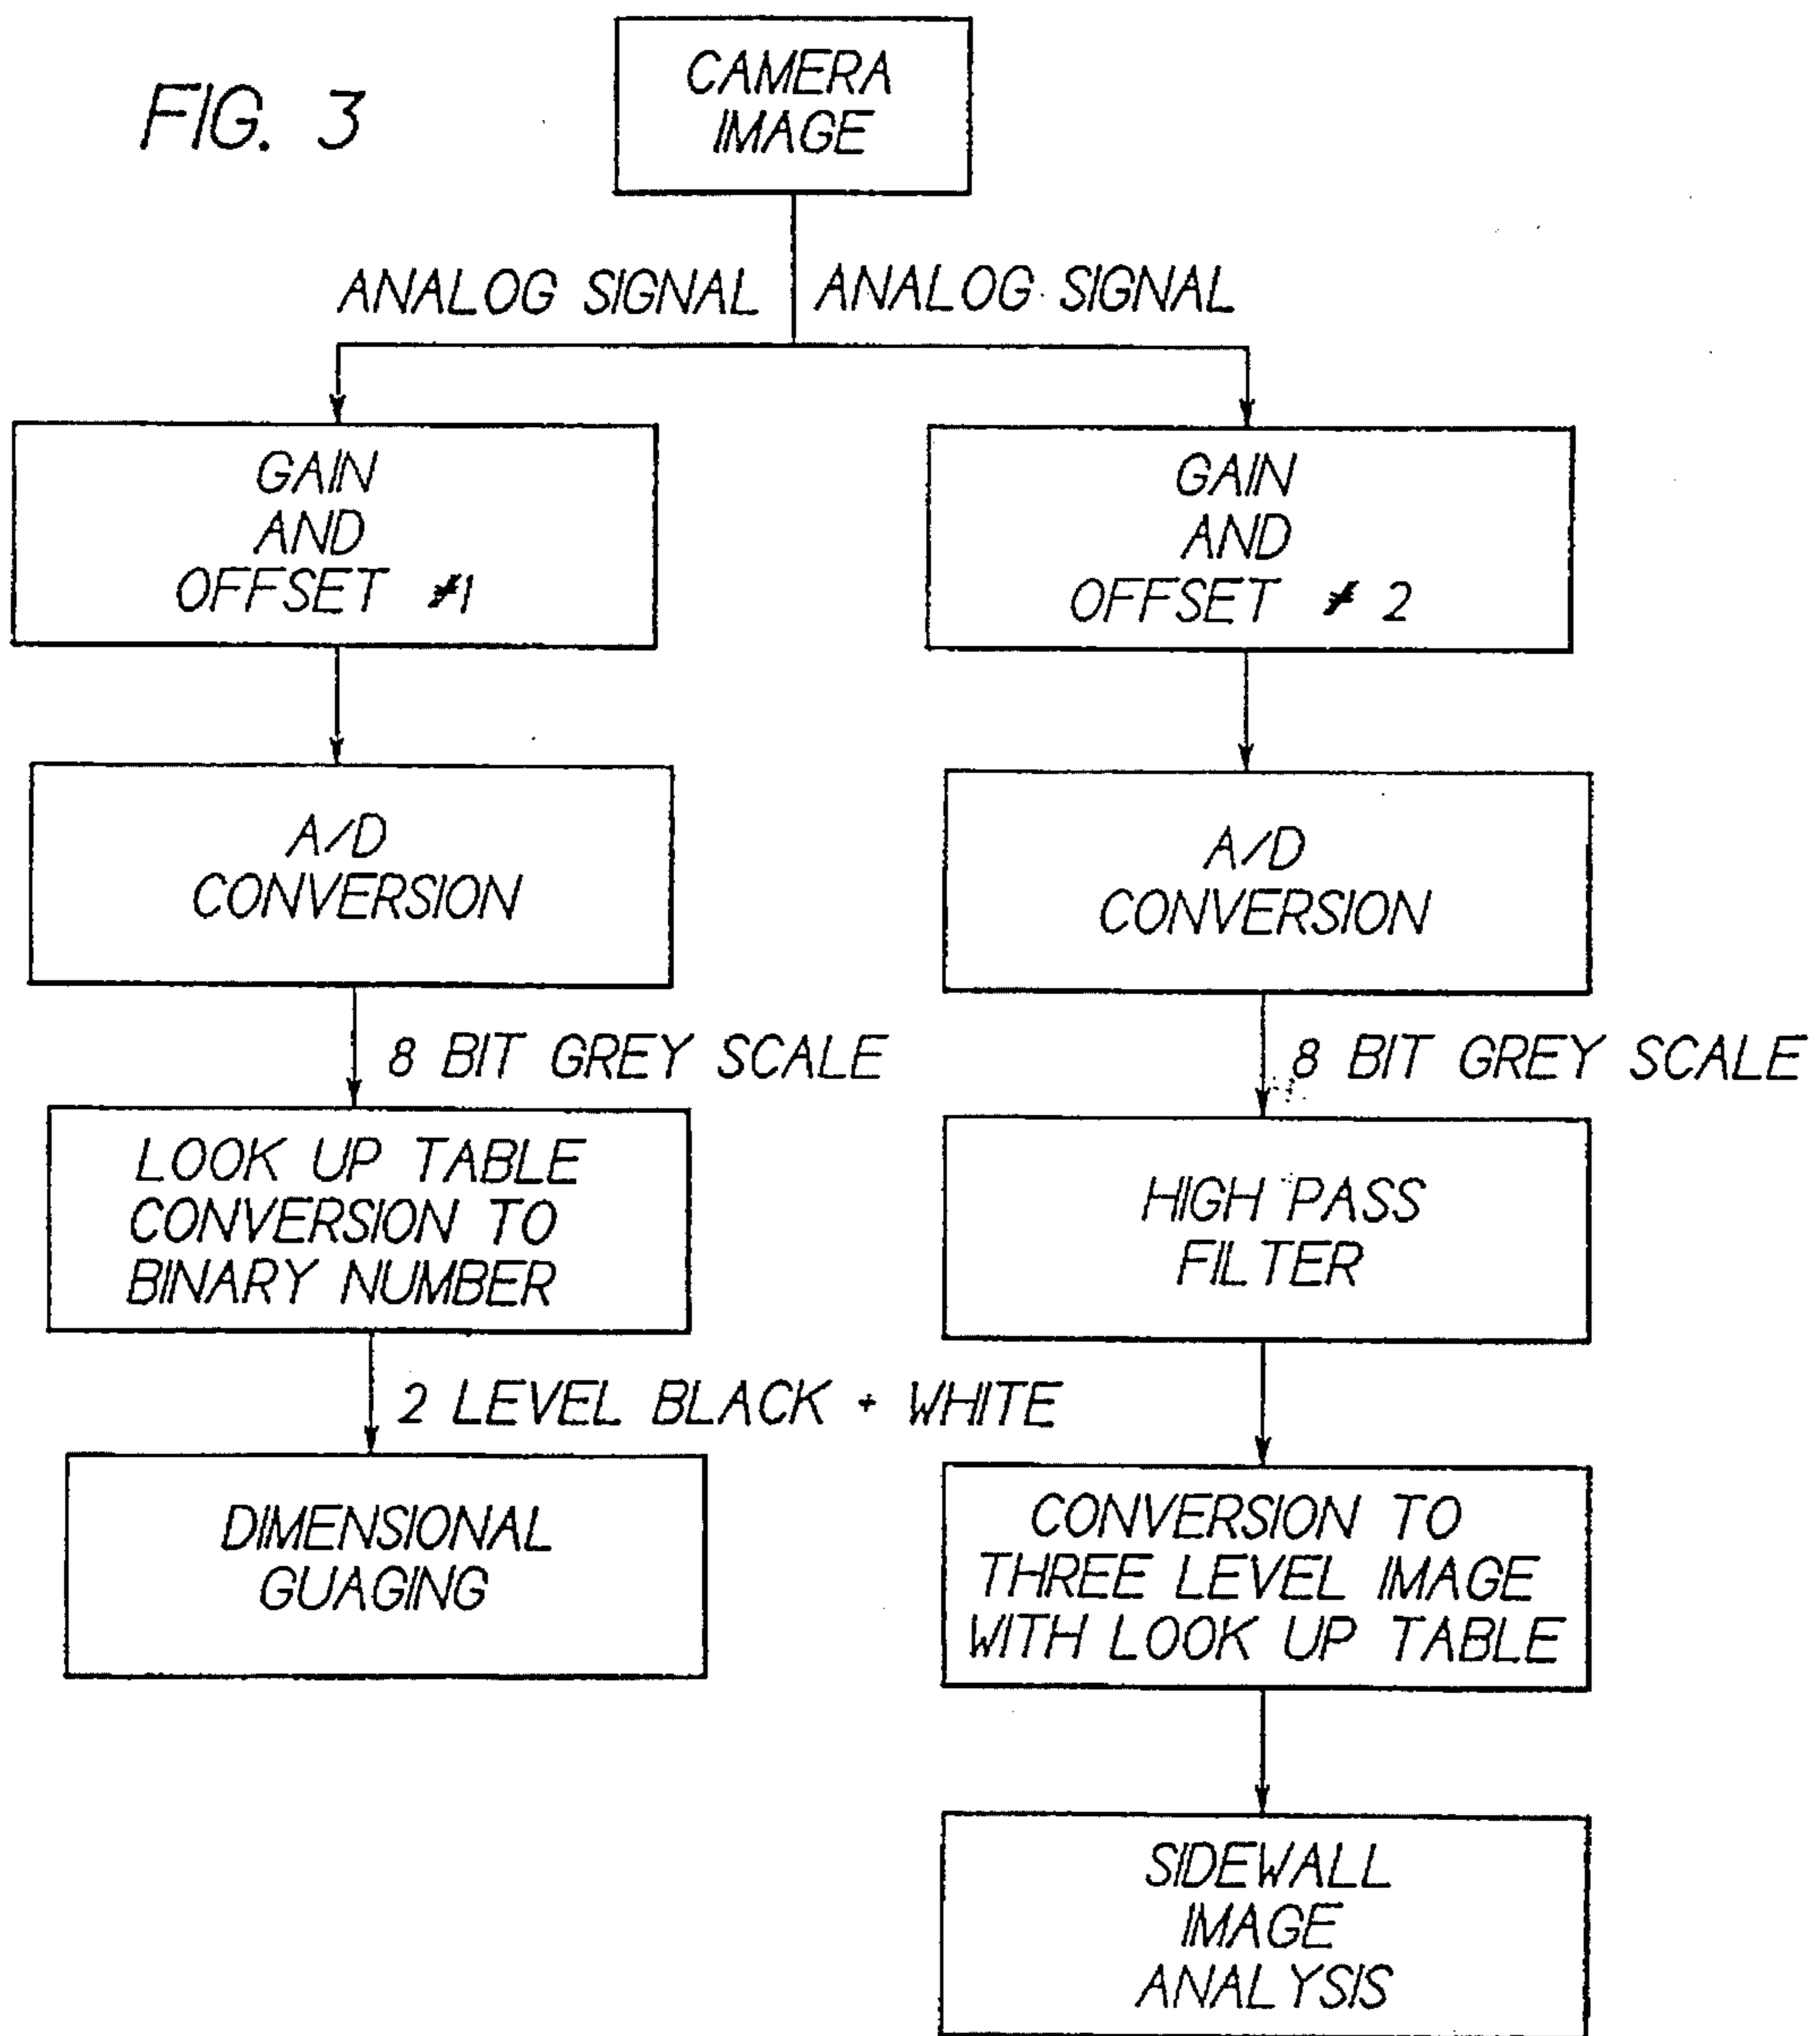 FIG. 3
CAMERA
IMAGE
ANALOG SIGNAL
ANALOG SIGNAL
GAIN
AND
OFFSET #1
GAIN
AND
OFFSET # 2
A/D
CONVERSION
A/D
CONVERSION
8 BIT GREY SCALE
8 BIT GREY SCALE
LOOK UP TABLE
CONVERSION TO
BINARY NUMBER
HIGH PASS
FILTER
2 LEVEL BLACK + WHITE
DIMENSIONAL
GUAGING
CONVERSION TO
THREE LEVEL IMAGE
WITH LOOK UP TABLE
SIDEWALL
IMAGE
ANALYSIS